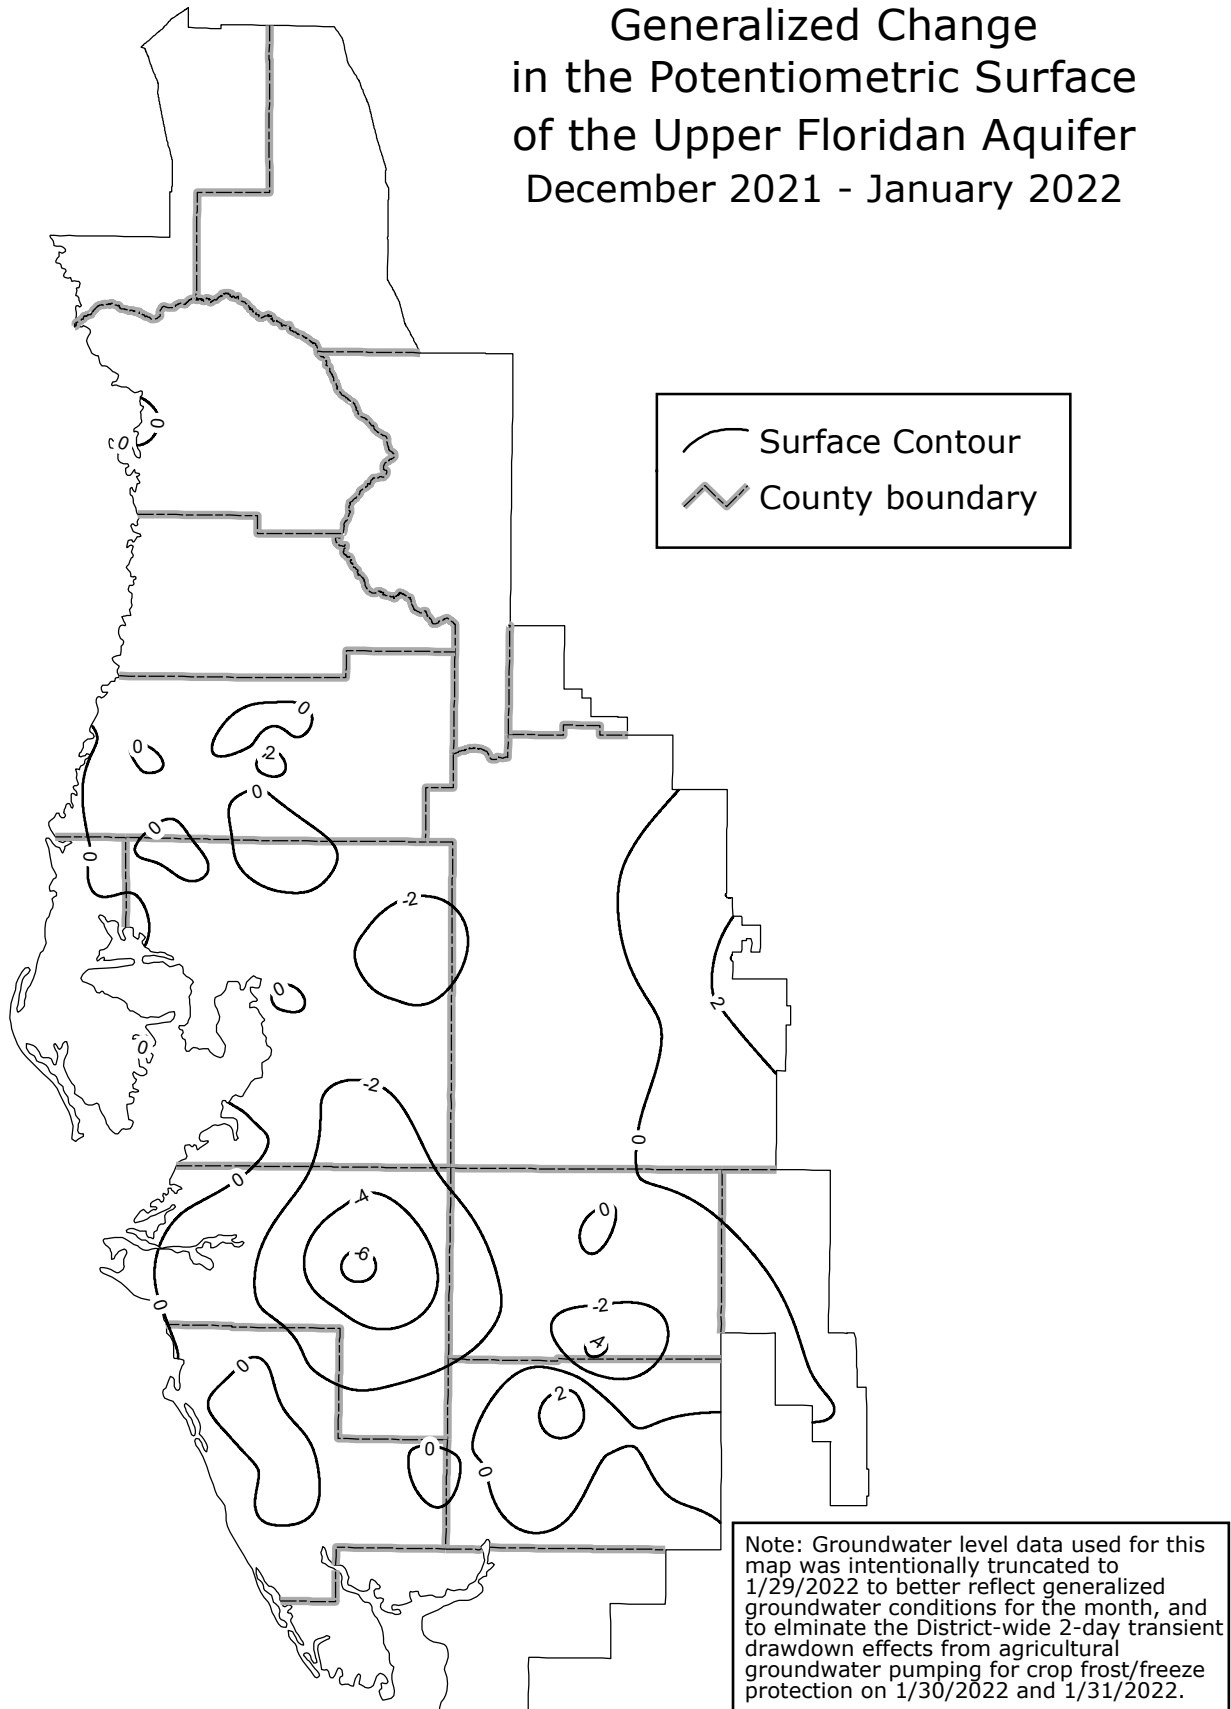 Generalized Change
in the Potentiometric Surface
of the Upper Floridan Aquifer
December 2021 - January 2022
Surface Contour
County boundary
0
0
0
0
-2
0
0
0
-2
0
2
0
-2
0
0
-4
0
-6
0
-2
-4
0
2
0
0
Note: Groundwater level data used for this
map was intentionally truncated to
1/29/2022 to better reflect generalized
groundwater conditions for the month, and
to elminate the District-wide 2-day transient
drawdown effects from agricultural
groundwater pumping for crop frost/freeze
protection on 1/30/2022 and 1/31/2022.